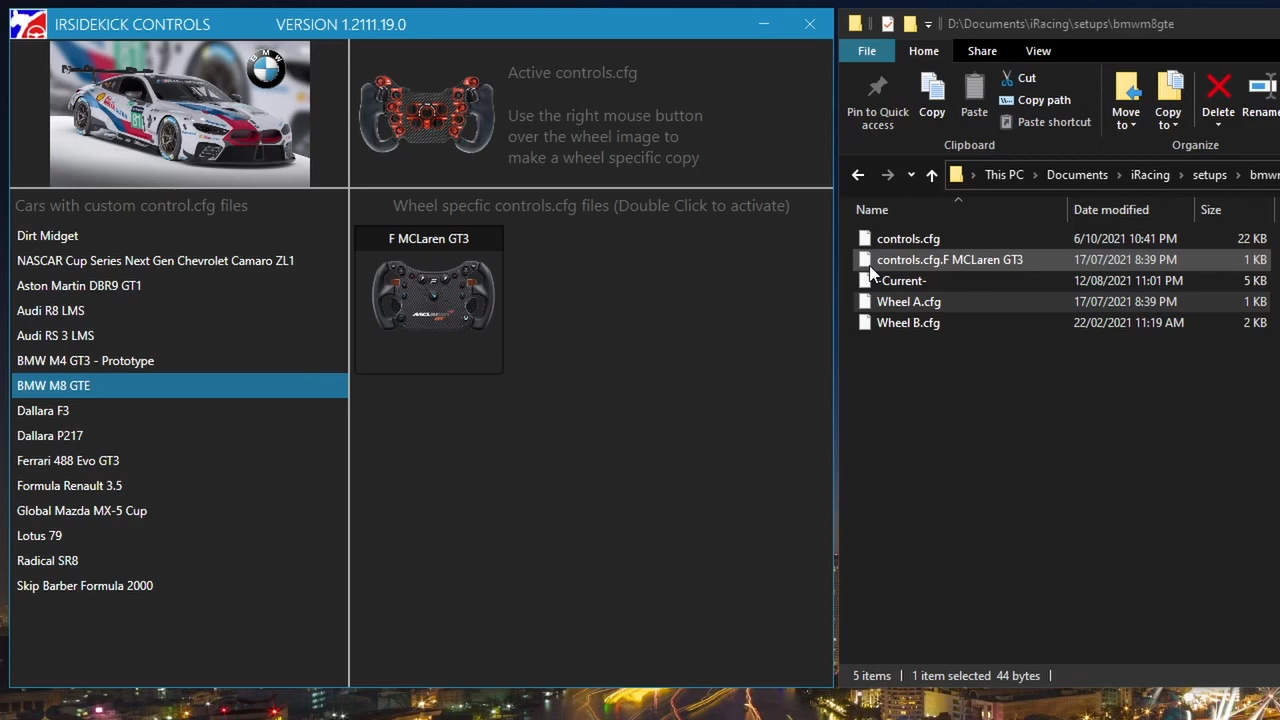 IRSIDEKICK CONTROLS
VERSION 1.2111.19.0
BMW
Active controls.cfg
Use the right mouse button
over the wheel image to
make a wheel specific copy
Cars with custom control.cfg files
Dirt Midget
NASCAR Cup Series Next Gen Chevrolet Camaro ZL1
Aston Martin DBR9 GT1
Audi R8 LMS
Audi RS 3 LMS
BMW M4 GT3 - Prototype
BMW M8 GTE
Dallara F3
Dallara P217
Ferrari 488 Evo GT3
Formula Renault 3.5
Global Mazda MX-5 Cup
Lotus 79
Radical SR8
Skip Barber Formula 2000
Wheel specfic controls.cfg files (Double Click to activate)
F MCLaren GT3
D:\Documents\iRacing\setups\bmwm8gte
File
Home
Share
View
Pin to Quick
access
Copy
Paste
Cut
Copy path
Paste shortcut
Clipboard
Move
to
Copy
to
Delete
Renam
Organize
This PC
Documents
iRacing
setups
bmw
Name
Date modified
Size
controls.cfg 6/10/2021 10:41 PM 22 KB
controls.cfg.F MCLaren GT3 17/07/2021 8:39 PM 1 KB
-Current- 12/08/2021 11:01 PM 5 KB
Wheel A.cfg 17/07/2021 8:39 PM 1 KB
Wheel B.cfg 22/02/2021 11:19 AM 2 KB
5 items
1 item selected 44 bytes